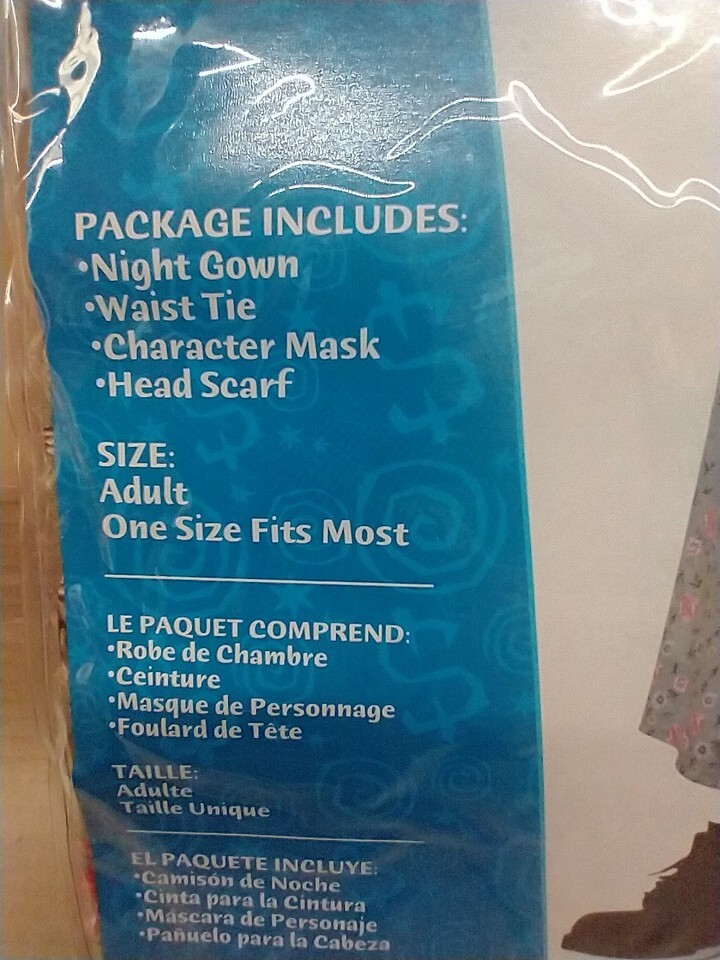 PACKAGE INCLUDES:
•Night Gown
•Waist Tie
•Character Mask
•Head Scarf
SIZE:
Adult
One Size Fits Most
LE PAQUET COMPREND:
•Robe de Chambre
•Ceinture
•Masque de Personnage
•Foulard de Tête
TAILLE:
Adulte
Taille Unique
EL PAQUETE INCLUYE:
•Camisón de Noche
•Cinta para la Cintura
•Máscara de Personaje
•Pañuelo para la Cabeza